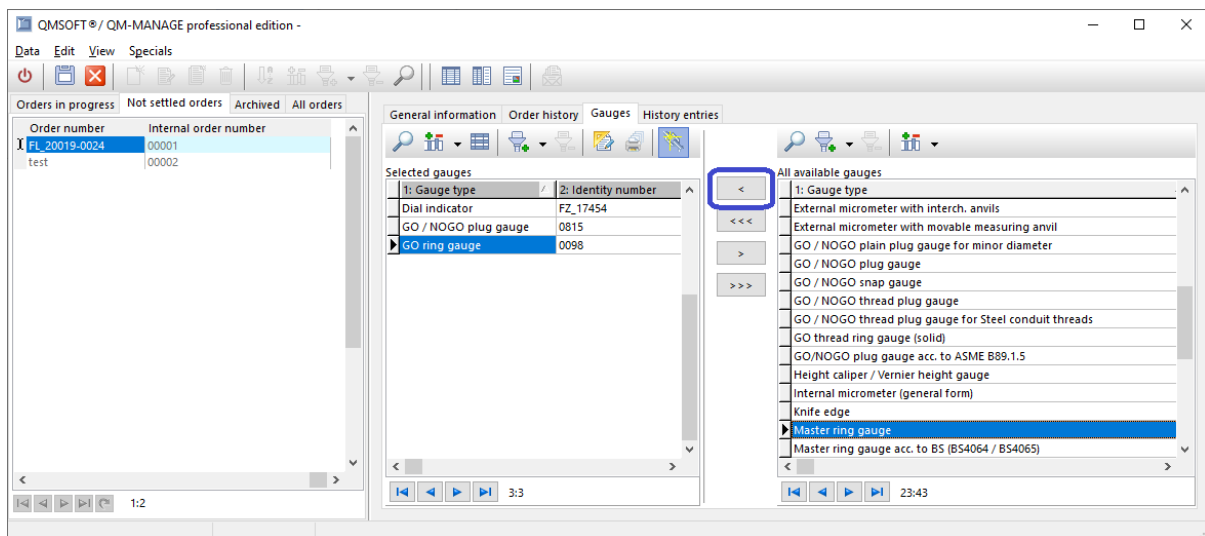 QMSOFT®/ QM-MANAGE professional edition -
Data Edit View Specials
Orders in progress Not settled orders Archived All orders
Order number Internal order number
FL_20019-0024 00001
test 00002
1:2
General information Order history Gauges History entries
Selected gauges
1: Gauge type 2: Identity number
Dial indicator FZ_17454
GO / NOGO plug gauge 0815
GO ring gauge 0098
3:3
<
<<<
>
>>>
All available gauges
1: Gauge type
External micrometer with interch. anvils
External micrometer with movable measuring anvil
GO / NOGO plain plug gauge for minor diameter
GO / NOGO plug gauge
GO / NOGO snap gauge
GO / NOGO thread plug gauge
GO / NOGO thread plug gauge for Steel conduit threads
GO thread ring gauge (solid)
GO/NOGO plug gauge acc. to ASME B89.1.5
Height caliper / Vernier height gauge
Internal micrometer (general form)
Knife edge
Master ring gauge
Master ring gauge acc. to BS (BS4064 / BS4065)
23:43